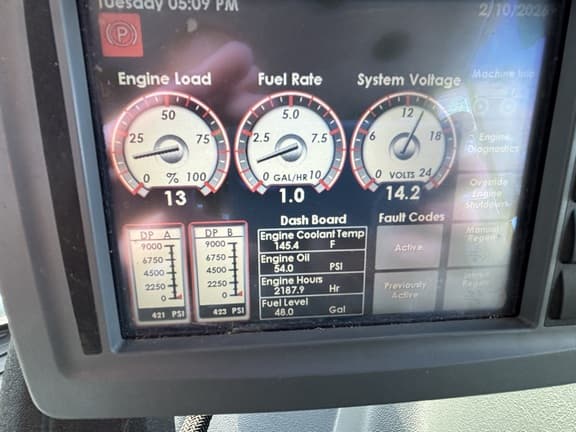 Tuesday 05:09 PM
2/10/2026
P
Engine Load
Fuel Rate
System Voltage
Machine Info
50
25
75
0 % 100
13
5.0
2.5
7.5
0 GAL/HR 10
1.0
12
6
18
0 VOLTS 24
14.2
Engine
Diagnostics
Override
Engine
Shutdown
Manual
Regen
Inhibit
Regen
DP A
9000
6750
4500
2250
0
421 PSI
DP B
9000
6750
4500
2250
0
423 PSI
Dash Board
Engine Coolant Temp
145.4 F
Engine Oil
54.0 PSI
Engine Hours
2187.9 Hr
Fuel Level
48.0 Gal
Fault Codes
Active
Previously
Active